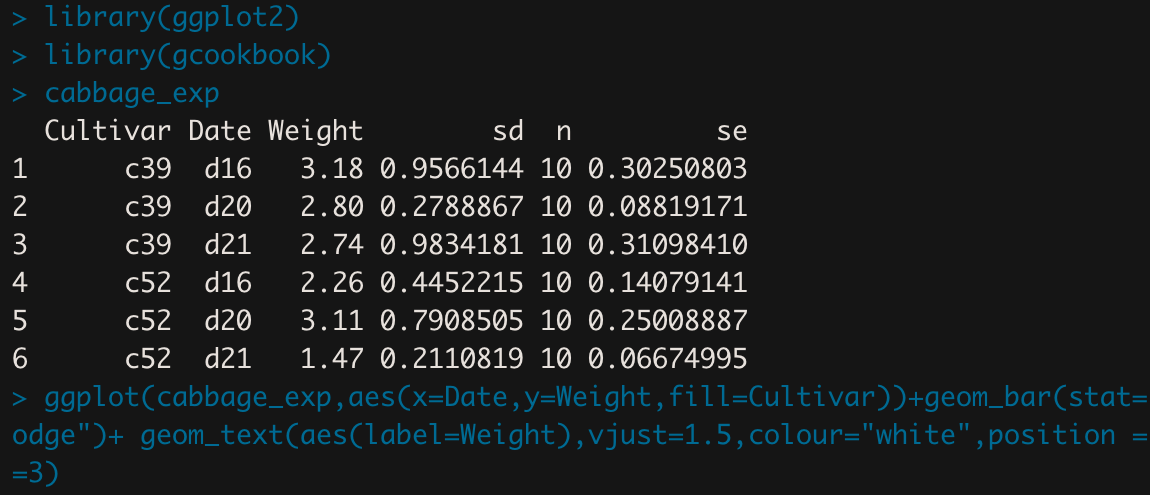 > library(ggplot2)
> library(gcookbook)
> cabbage_exp
  Cultivar Date Weight        sd  n         se
1      c39  d16   3.18 0.9566144 10 0.30250803
2      c39  d20   2.80 0.2788867 10 0.08819171
3      c39  d21   2.74 0.9834181 10 0.31098410
4      c52  d16   2.26 0.4452215 10 0.14079141
5      c52  d20   3.11 0.7908505 10 0.25008887
6      c52  d21   1.47 0.2110819 10 0.06674995
> ggplot(cabbage_exp,aes(x=Date,y=Weight,fill=Cultivar))+geom_bar(stat=
odge")+ geom_text(aes(label=Weight),vjust=1.5,colour="white",position =
=3)